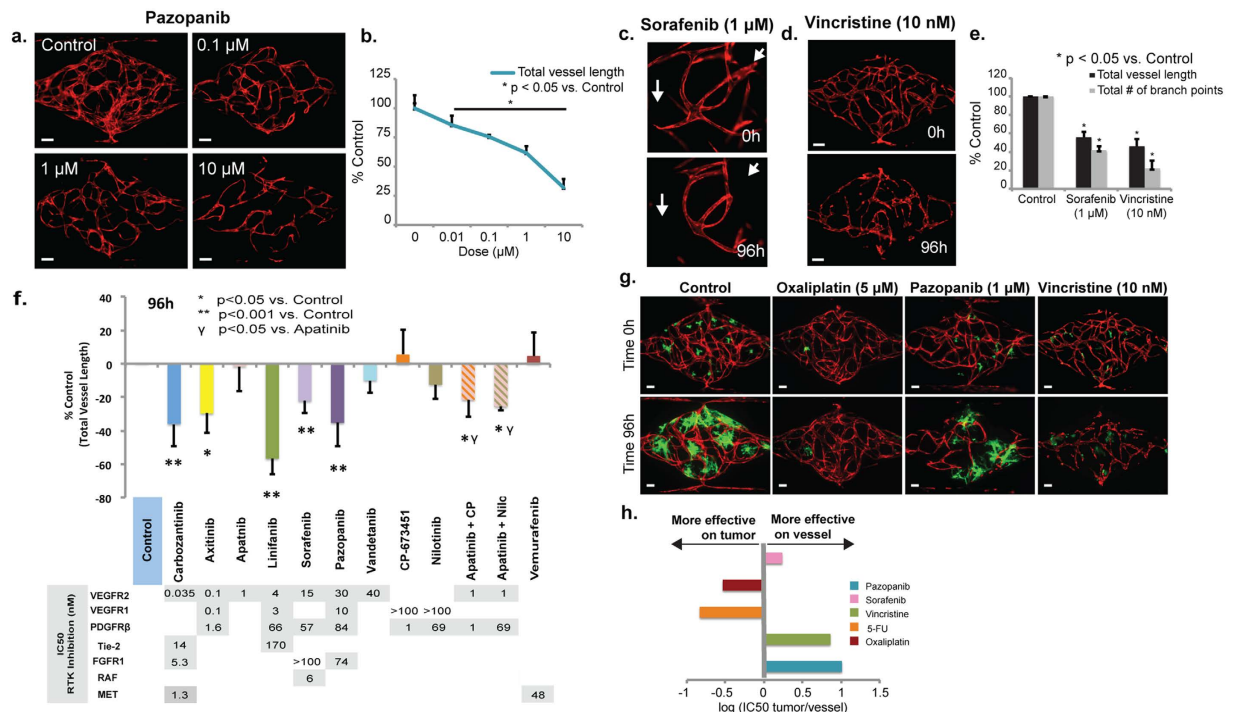 Pazopanib
a.
Control
0.1 µM
1 µM
10 µM
b.
Total vessel length
* p < 0.05 vs. Control
*
% Control
125
100
75
50
25
0
0
0.01
0.1
1
10
Dose (µM)
Sorafenib (1 µM)
c.
0h
96h
Vincristine (10 nM)
d.
0h
96h
e.
* p < 0.05 vs. Control
Total vessel length
Total # of branch points
% Control
120
100
80
60
40
20
0
* *
* *
Control
Sorafenib
(1 µM)
Vincristine
(10 nM)
f.
96h
* p<0.05 vs. Control
** p<0.001 vs. Control
γ p<0.05 vs. Apatinib
% Control
(Total Vessel Length)
40
20
0
-20
-40
-60
-80
**
*
**
**
**
* γ
* γ
Control
Carbozantinib
Axitinib
Apatnib
Linifanib
Sorafenib
Pazopanib
Vandetanib
CP-673451
Nilotinib
Apatinib + CP
Apatinib + Nilc
Vemurafenib
IC50
RTK Inhibition (nM)
VEGFR2 0.035 0.1 1 4 15 30 40 1 1
VEGFR1 0.1 3 10 >100 >100
PDGFRβ 1.6 66 57 84 1 69 1 69
Tie-2 14 170
FGFR1 5.3 >100 74
RAF 6
MET 1.3 48
g.
Control
Oxaliplatin (5 µM)
Pazopanib (1 µM)
Vincristine (10 nM)
Time 0h
Time 96h
h.
More effective
on tumor
More effective
on vessel
Pazopanib
Sorafenib
Vincristine
5-FU
Oxaliplatin
-1
-0.5
0
0.5
1
1.5
log (IC50 tumor/vessel)